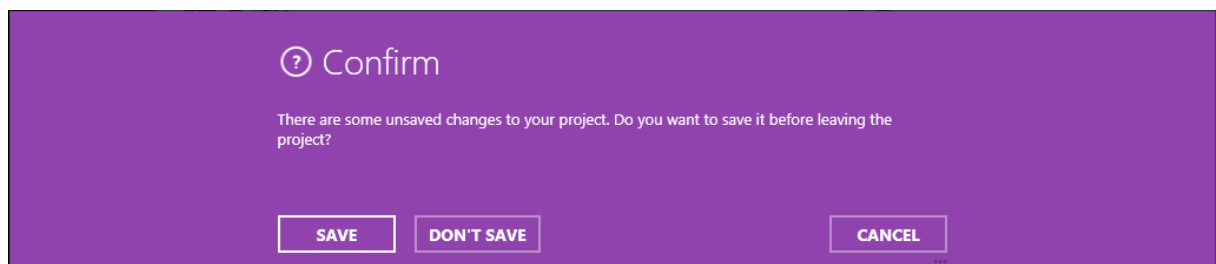 ? Confirm
There are some unsaved changes to your project. Do you want to save it before leaving the
project?
SAVE DON'T SAVE CANCEL